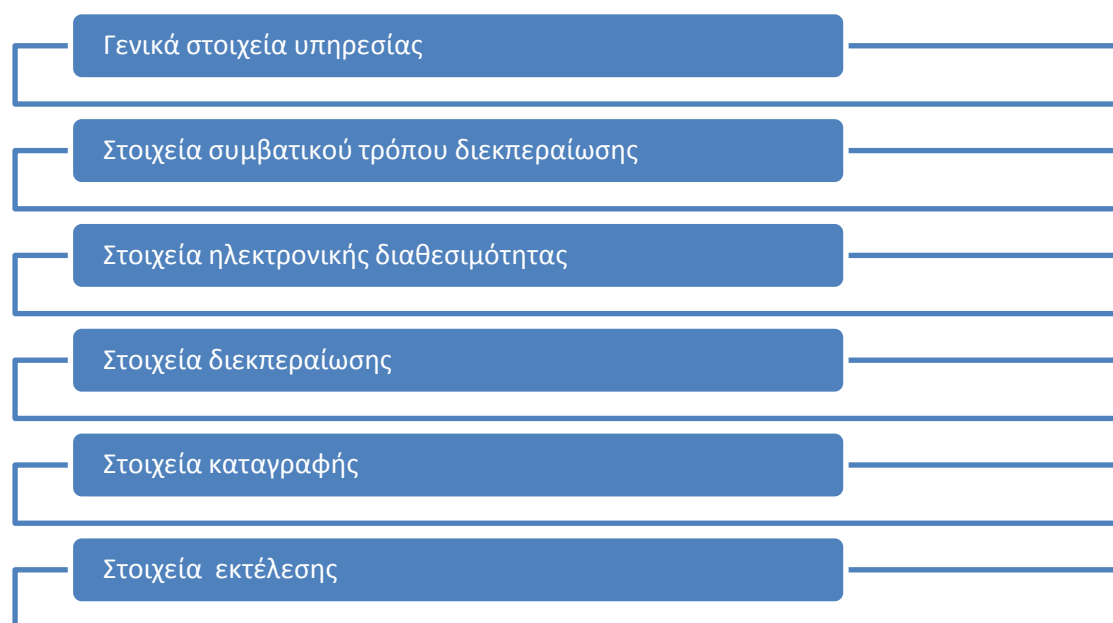 Γενικά στοιχεία υπηρεσίας
Στοιχεία συμβατικού τρόπου διεκπεραίωσης
Στοιχεία ηλεκτρονικής διαθεσιμότητας
Στοιχεία διεκπεραίωσης
Στοιχεία καταγραφής
Στοιχεία  εκτέλεσης